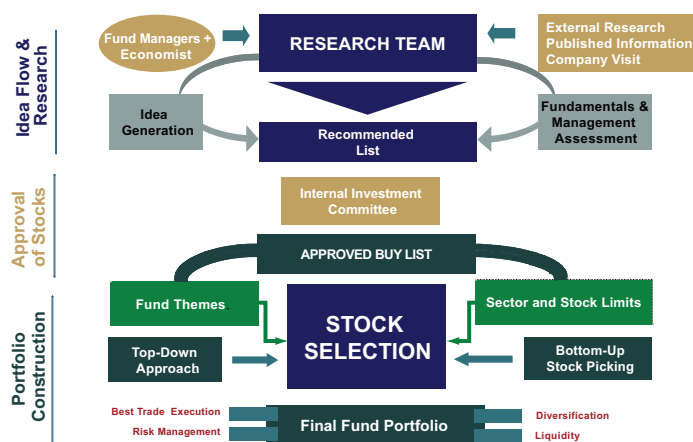 Idea Flow &
Research
Fund Managers +
Economist
RESEARCH TEAM
External Research
Published Information
Company Visit
Idea
Generation
Recommended
List
Fundamentals &
Management
Assessment
Approval
of Stocks
Internal Investment
Committee
APPROVED BUY LIST
Portfolio
Construction
Fund Themes.
STOCK
SELECTION
Sector and Stock Limits
Top-Down
Approach
Bottom-Up
Stock Picking
Best Trade Execution
Risk Management
Final Fund Portfolio
Diversification
Liquidity